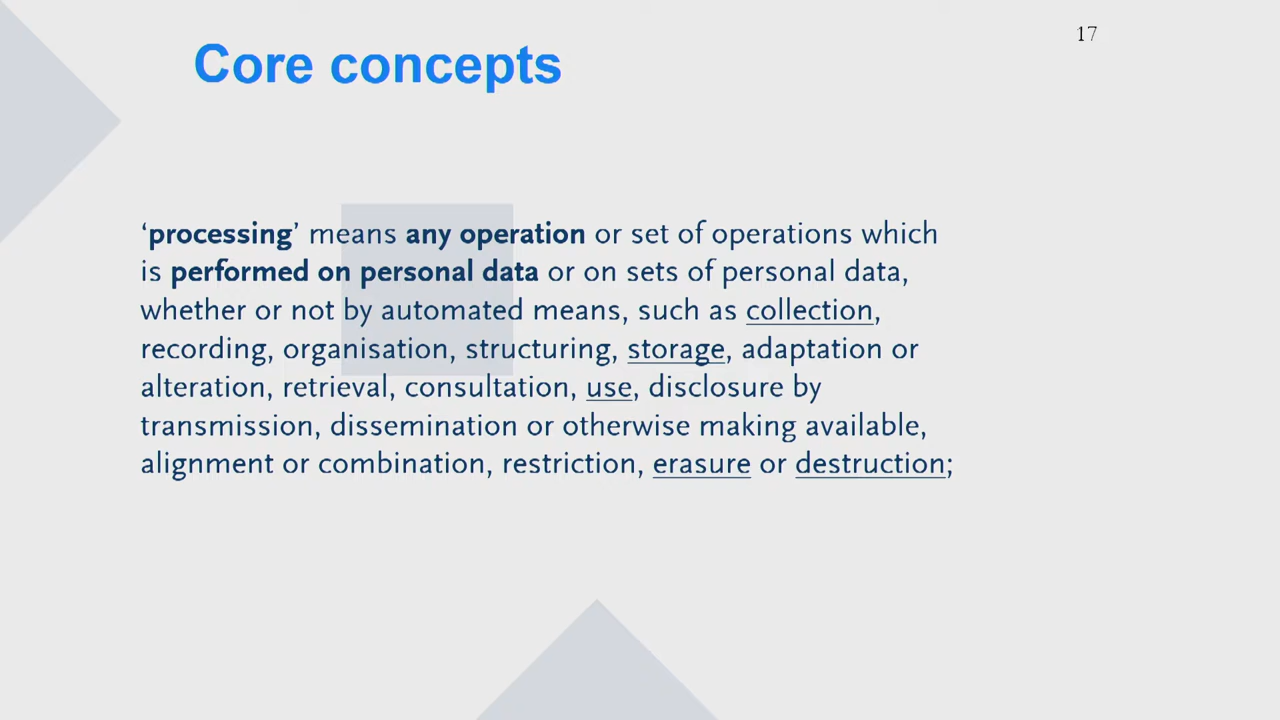 17
Core concepts
‘processing’ means any operation or set of operations which
is performed on personal data or on sets of personal data,
whether or not by automated means, such as collection,
recording, organisation, structuring, storage, adaptation or
alteration, retrieval, consultation, use, disclosure by
transmission, dissemination or otherwise making available,
alignment or combination, restriction, erasure or destruction;